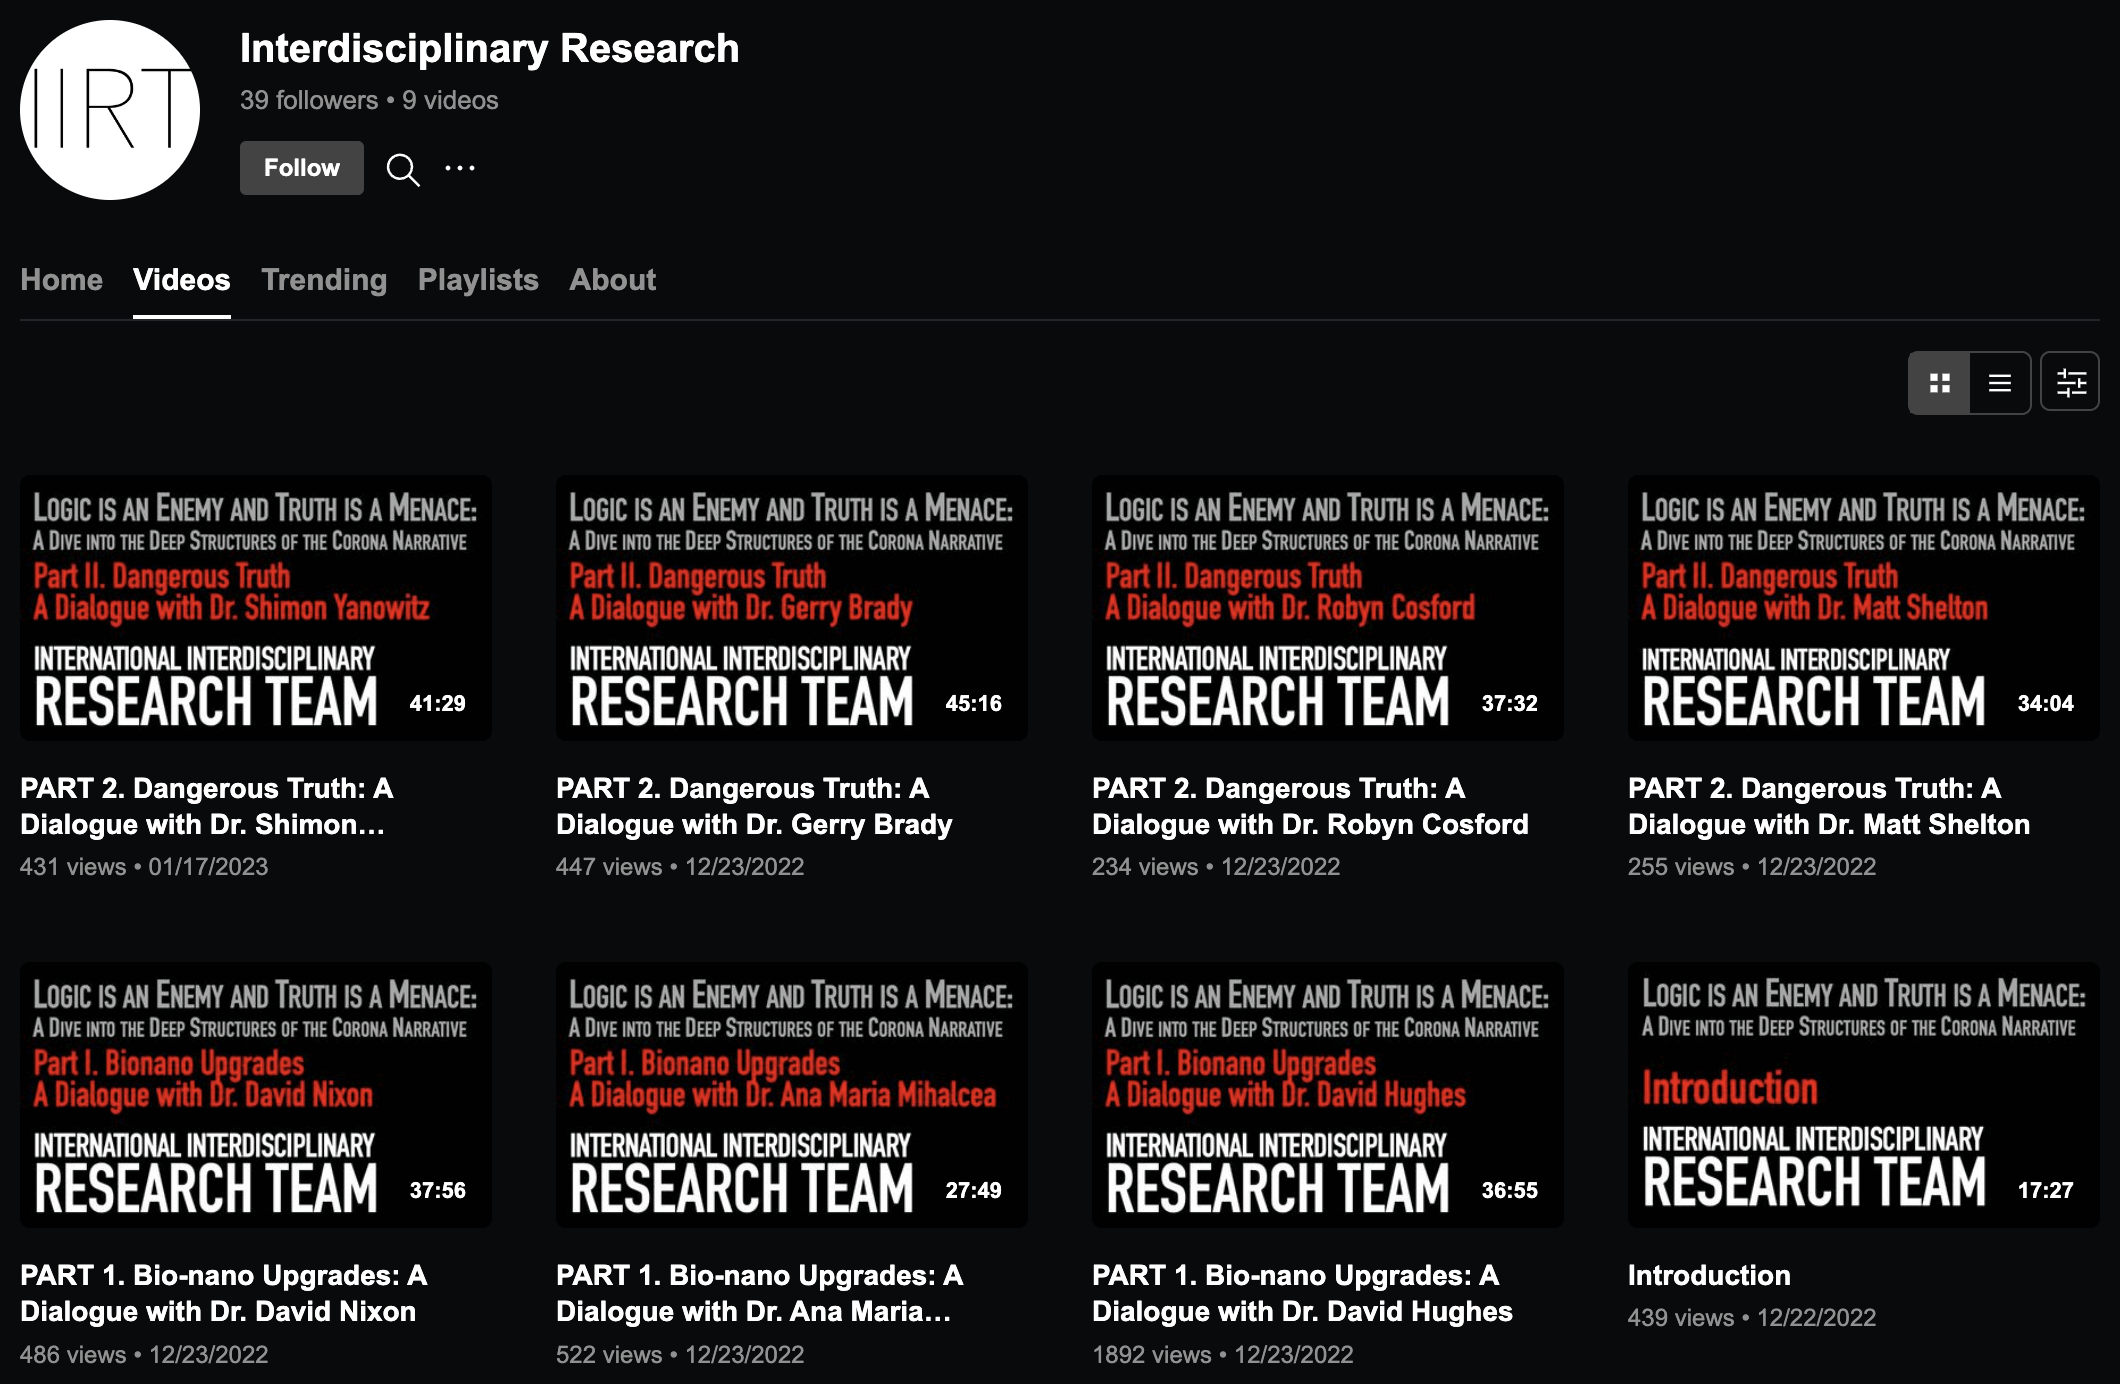 IIRT
Interdisciplinary Research
39 followers • 9 videos
Follow
Home Videos Trending Playlists About
LOGIC IS AN ENEMY AND TRUTH IS A MENACE:
A DIVE INTO THE DEEP STRUCTURES OF THE CORONA NARRATIVE
Part II. Dangerous Truth
A Dialogue with Dr. Shimon Yanowitz
INTERNATIONAL INTERDISCIPLINARY
RESEARCH TEAM
41:29
PART 2. Dangerous Truth: A
Dialogue with Dr. Shimon...
431 views • 01/17/2023
LOGIC IS AN ENEMY AND TRUTH IS A MENACE:
A DIVE INTO THE DEEP STRUCTURES OF THE CORONA NARRATIVE
Part II. Dangerous Truth
A Dialogue with Dr. Gerry Brady
INTERNATIONAL INTERDISCIPLINARY
RESEARCH TEAM
45:16
PART 2. Dangerous Truth: A
Dialogue with Dr. Gerry Brady
447 views • 12/23/2022
LOGIC IS AN ENEMY AND TRUTH IS A MENACE:
A DIVE INTO THE DEEP STRUCTURES OF THE CORONA NARRATIVE
Part II. Dangerous Truth
A Dialogue with Dr. Robyn Cosford
INTERNATIONAL INTERDISCIPLINARY
RESEARCH TEAM
37:32
PART 2. Dangerous Truth: A
Dialogue with Dr. Robyn Cosford
234 views • 12/23/2022
LOGIC IS AN ENEMY AND TRUTH IS A MENACE:
A DIVE INTO THE DEEP STRUCTURES OF THE CORONA NARRATIVE
Part II. Dangerous Truth
A Dialogue with Dr. Matt Shelton
INTERNATIONAL INTERDISCIPLINARY
RESEARCH TEAM
34:04
PART 2. Dangerous Truth: A
Dialogue with Dr. Matt Shelton
255 views • 12/23/2022
LOGIC IS AN ENEMY AND TRUTH IS A MENACE:
A DIVE INTO THE DEEP STRUCTURES OF THE CORONA NARRATIVE
Part I. Bionano Upgrades
A Dialogue with Dr. David Nixon
INTERNATIONAL INTERDISCIPLINARY
RESEARCH TEAM
37:56
PART 1. Bio-nano Upgrades: A
Dialogue with Dr. David Nixon
486 views • 12/23/2022
LOGIC IS AN ENEMY AND TRUTH IS A MENACE:
A DIVE INTO THE DEEP STRUCTURES OF THE CORONA NARRATIVE
Part I. Bionano Upgrades
A Dialogue with Dr. Ana Maria Mihalcea
INTERNATIONAL INTERDISCIPLINARY
RESEARCH TEAM
27:49
PART 1. Bio-nano Upgrades: A
Dialogue with Dr. Ana Maria...
522 views • 12/23/2022
LOGIC IS AN ENEMY AND TRUTH IS A MENACE:
A DIVE INTO THE DEEP STRUCTURES OF THE CORONA NARRATIVE
Part I. Bionano Upgrades
A Dialogue with Dr. David Hughes
INTERNATIONAL INTERDISCIPLINARY
RESEARCH TEAM
36:55
PART 1. Bio-nano Upgrades: A
Dialogue with Dr. David Hughes
1892 views • 12/23/2022
LOGIC IS AN ENEMY AND TRUTH IS A MENACE:
A DIVE INTO THE DEEP STRUCTURES OF THE CORONA NARRATIVE
Introduction
INTERNATIONAL INTERDISCIPLINARY
RESEARCH TEAM
17:27
Introduction
439 views • 12/22/2022